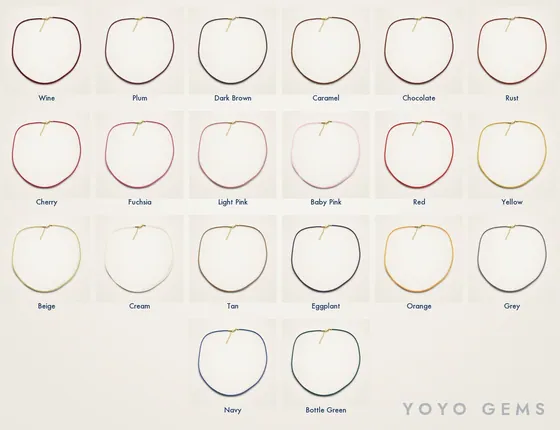 Wine
Plum
Dark Brown
Caramel
Chocolate
Rust
Cherry
Fuchsia
Light Pink
Baby Pink
Red
Yellow
Beige
Cream
Tan
Eggplant
Orange
Grey
Navy
Bottle Green
YOYO GEMS